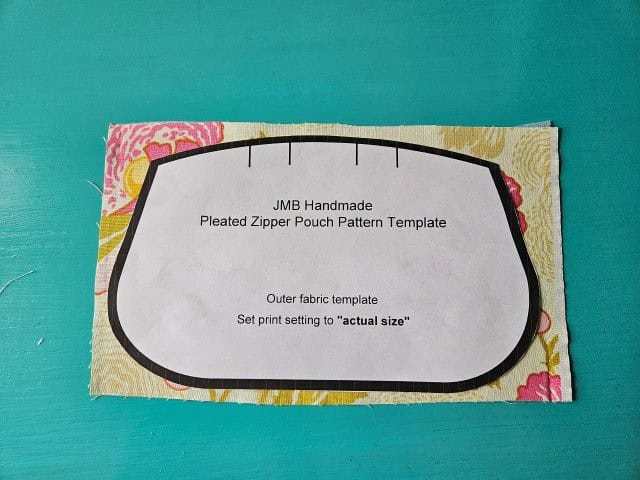 JMB Handmade
Pleated Zipper Pouch Pattern Template
Outer fabric template
Set print setting to "actual size"